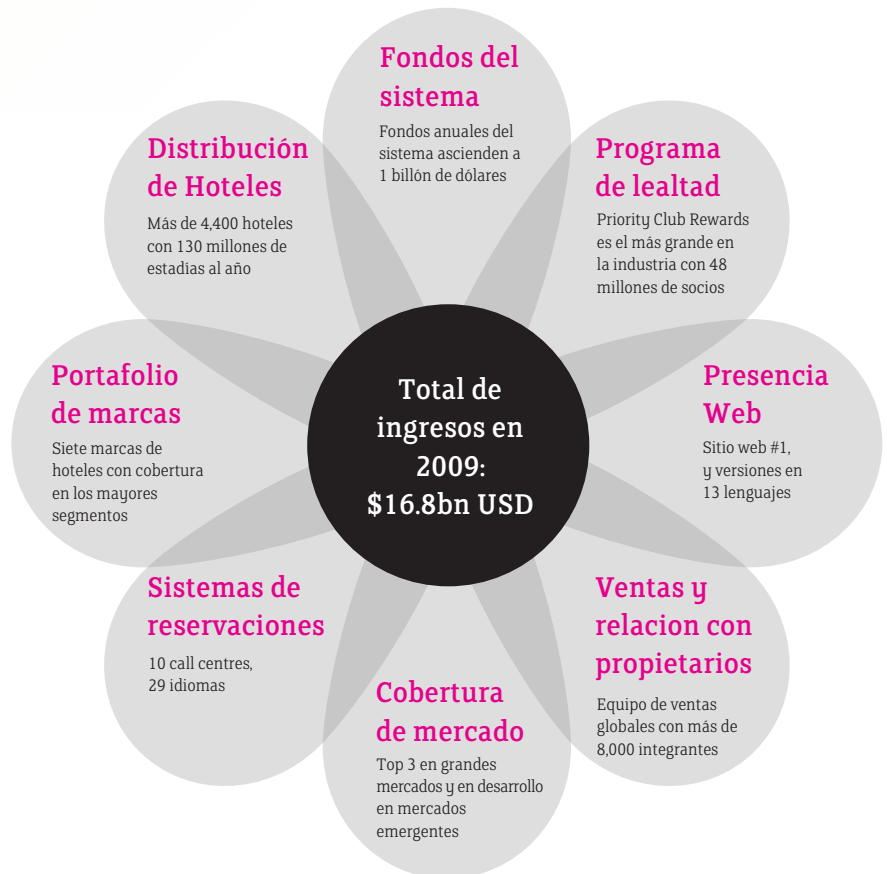 Fondos del
sistema
Fondos anuales del
sistema ascienden a
1 billón de dólares
Programa
de lealtad
Priority Club Rewards
es el más grande en
la industria con 48
millones de socios
Presencia
Web
Sitio web #1,
y versiones en
13 lenguajes
Ventas y
relacion con
propietarios
Equipo de ventas
globales con más de
8,000 integrantes
Cobertura
de mercado
Top 3 en grandes
mercados y en desarrollo
en mercados
emergentes
Sistemas de
reservaciones
10 call centres,
29 idiomas
Portafolio
de marcas
Siete marcas de
hoteles con cobertura
en los mayores
segmentos
Distribución
de Hoteles
Más de 4,400 hoteles
con 130 millones de
estadías al año
Total de
ingresos en
2009:
$16.8bn USD